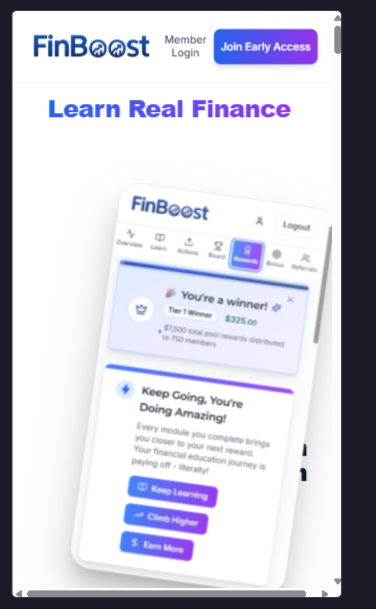 FinBoost
Member
Login
Join Early Access
Learn Real Finance
FinBoost
Logout
Overview
Learn
Actions
Board
Rewards
Bonus
Referrals
You're a winner!
Tier 1 Winner
$325.00
$7,500 total pool rewards distributed
to 750 members
Keep Going, You're
Doing Amazing!
Every module you complete brings
you closer to your next reward.
Your financial education journey is
paying off - literally!
Keep Learning
Climb Higher
Earn More